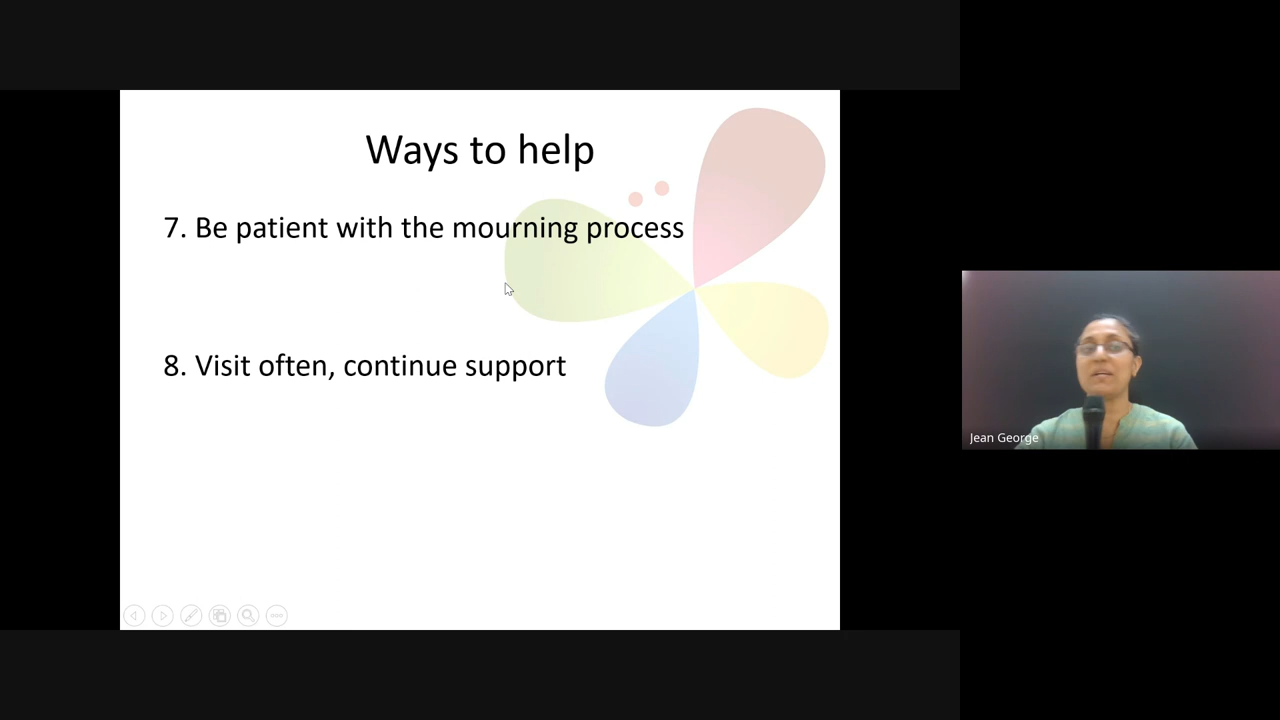 Ways to help
7. Be patient with the mourning process
8. Visit often, continue support
Jean George